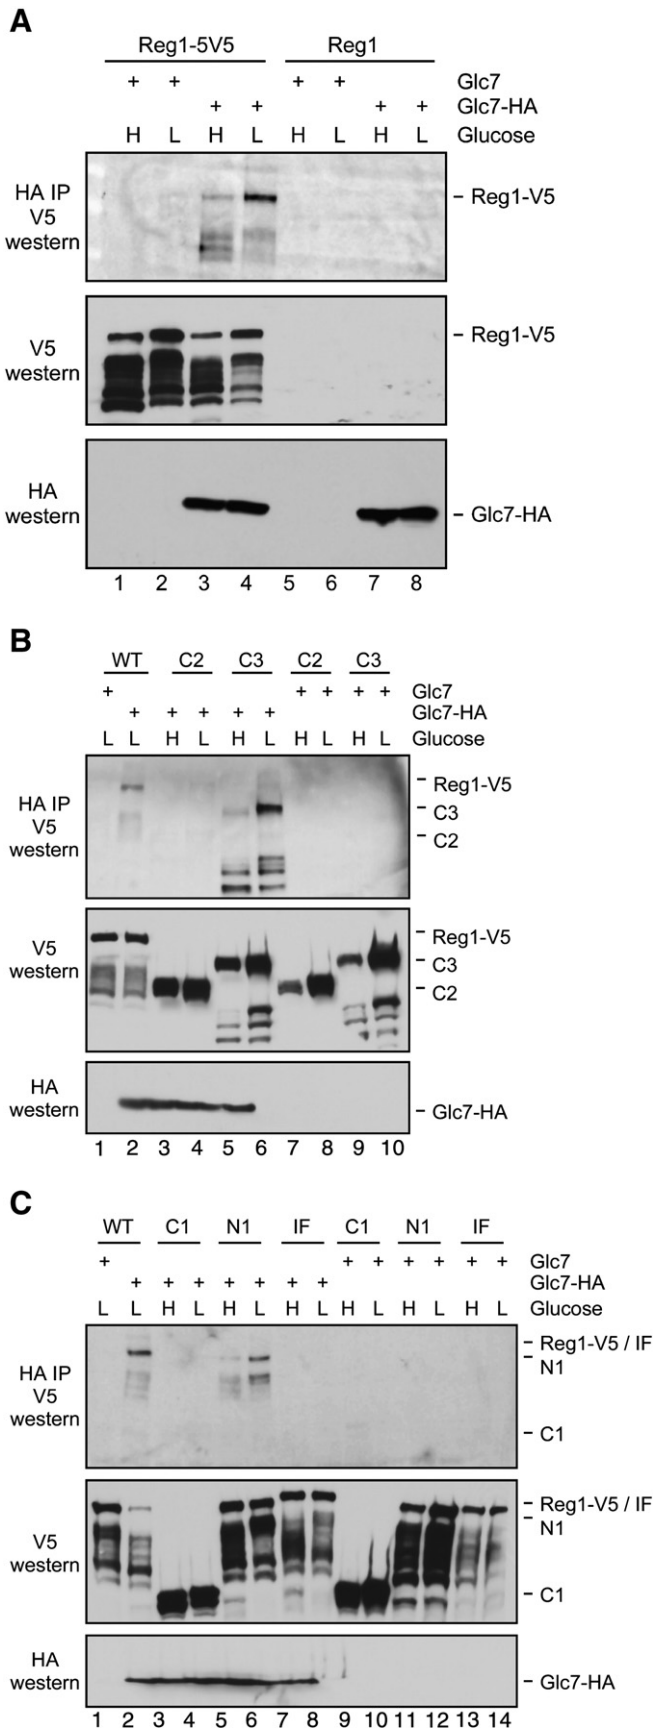 A
Reg1-5V5 Reg1
+ + + + Glc7
+ + + + Glc7-HA
H L H L H L H L Glucose
HA IP
V5
western
Reg1-V5
V5
western
Reg1-V5
HA
western
Glc7-HA
1 2 3 4 5 6 7 8
B
WT C2 C3 C2 C3
+ + + + + Glc7
+ + + + + Glc7-HA
L L H L H L H L H L Glucose
HA IP
V5
western
Reg1-V5
C3
C2
V5
western
Reg1-V5
C3
C2
HA
western
Glc7-HA
1 2 3 4 5 6 7 8 9 10
C
WT C1 N1 IF C1 N1 IF
+ + + + + + + Glc7
+ + + + + + + Glc7-HA
L L H L H L H L H L H L H L Glucose
HA IP
V5
western
Reg1-V5 / IF
N1
C1
V5
western
Reg1-V5 / IF
N1
C1
HA
western
Glc7-HA
1 2 3 4 5 6 7 8 9 10 11 12 13 14